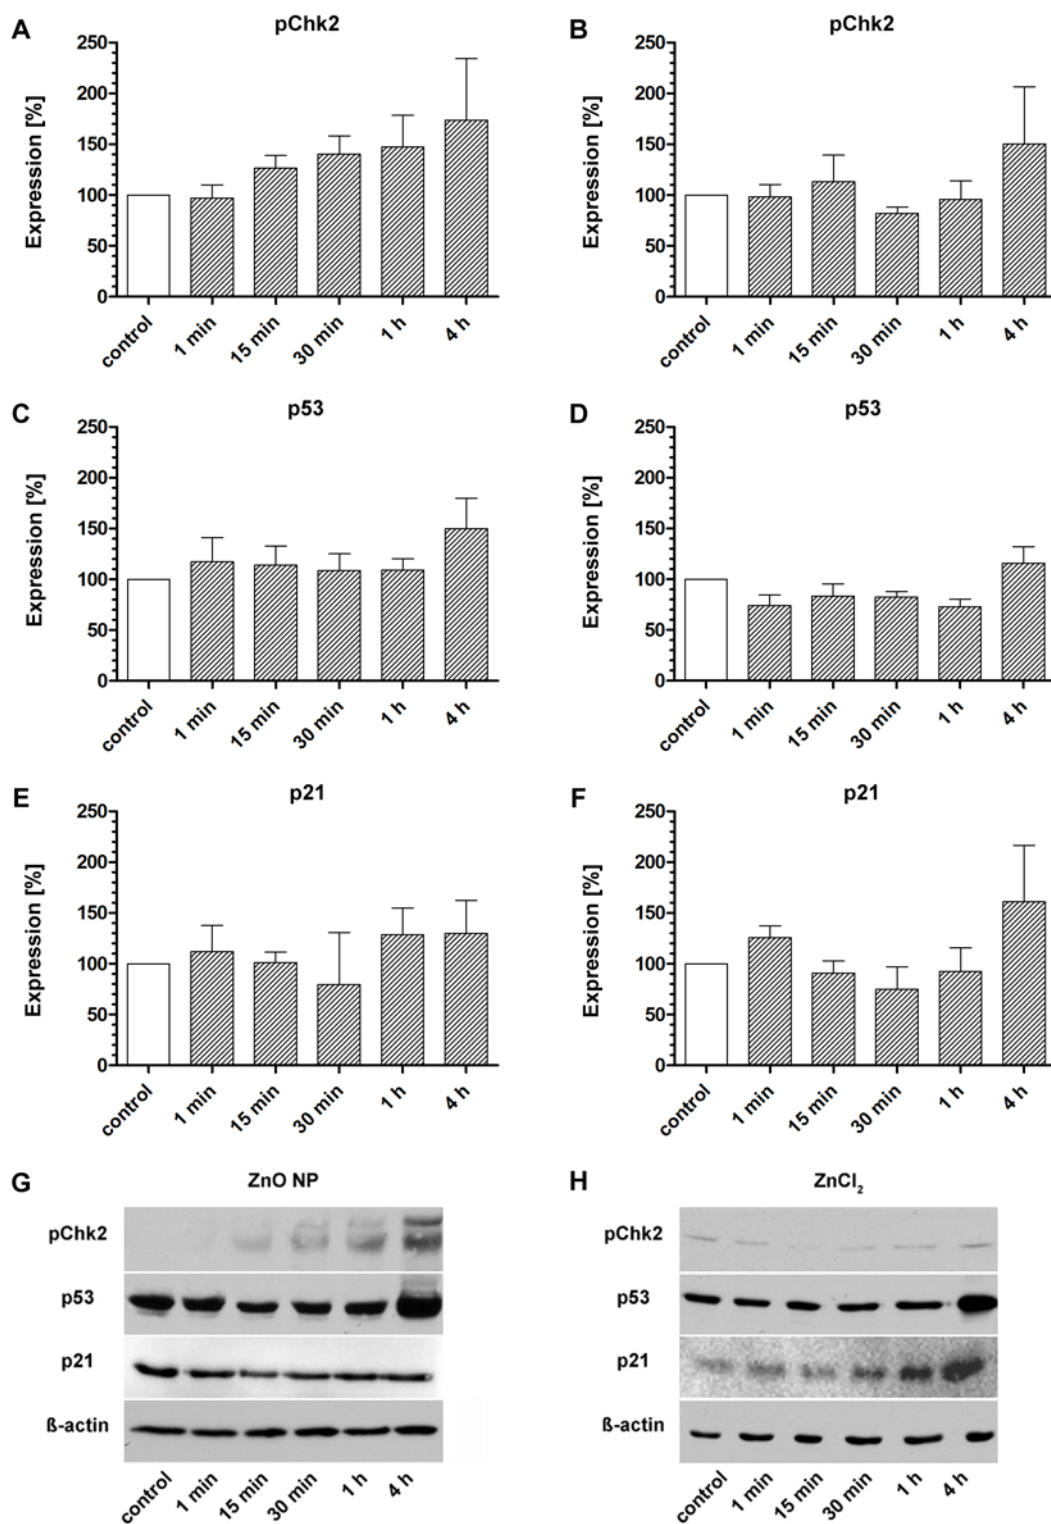 A
pChk2
Expression [%]
250
200
150
100
50
0
control
1 min
15 min
30 min
1 h
4 h
B
pChk2
Expression [%]
250
200
150
100
50
0
control
1 min
15 min
30 min
1 h
4 h
C
p53
Expression [%]
250
200
150
100
50
0
control
1 min
15 min
30 min
1 h
4 h
D
p53
Expression [%]
250
200
150
100
50
0
control
1 min
15 min
30 min
1 h
4 h
E
p21
Expression [%]
250
200
150
100
50
0
control
1 min
15 min
30 min
1 h
4 h
F
p21
Expression [%]
250
200
150
100
50
0
control
1 min
15 min
30 min
1 h
4 h
G
ZnO NP
pChk2
p53
p21
ß-actin
control
1 min
15 min
30 min
1 h
4 h
H
ZnCl₂
pChk2
p53
p21
ß-actin
control
1 min
15 min
30 min
1 h
4 h